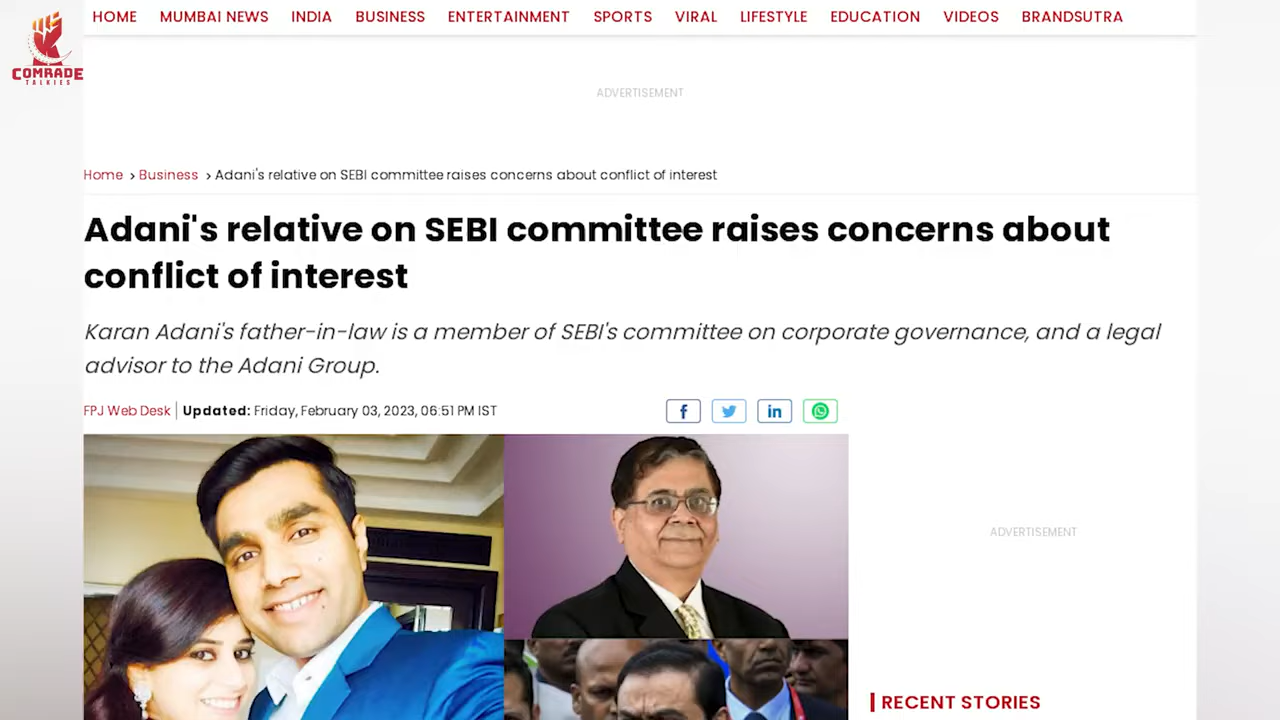 HOME MUMBAI NEWS INDIA BUSINESS ENTERTAINMENT SPORTS VIRAL LIFESTYLE EDUCATION VIDEOS BRANDSUTRA
COMRADE
TALKIES
ADVERTISEMENT
Home > Business > Adani's relative on SEBI committee raises concerns about conflict of interest
Adani's relative on SEBI committee raises concerns about
conflict of interest
Karan Adani's father-in-law is a member of SEBI's committee on corporate governance, and a legal
advisor to the Adani Group.
FPJ Web Desk | Updated: Friday, February 03, 2023, 06:51 PM IST
ADVERTISEMENT
RECENT STORIES